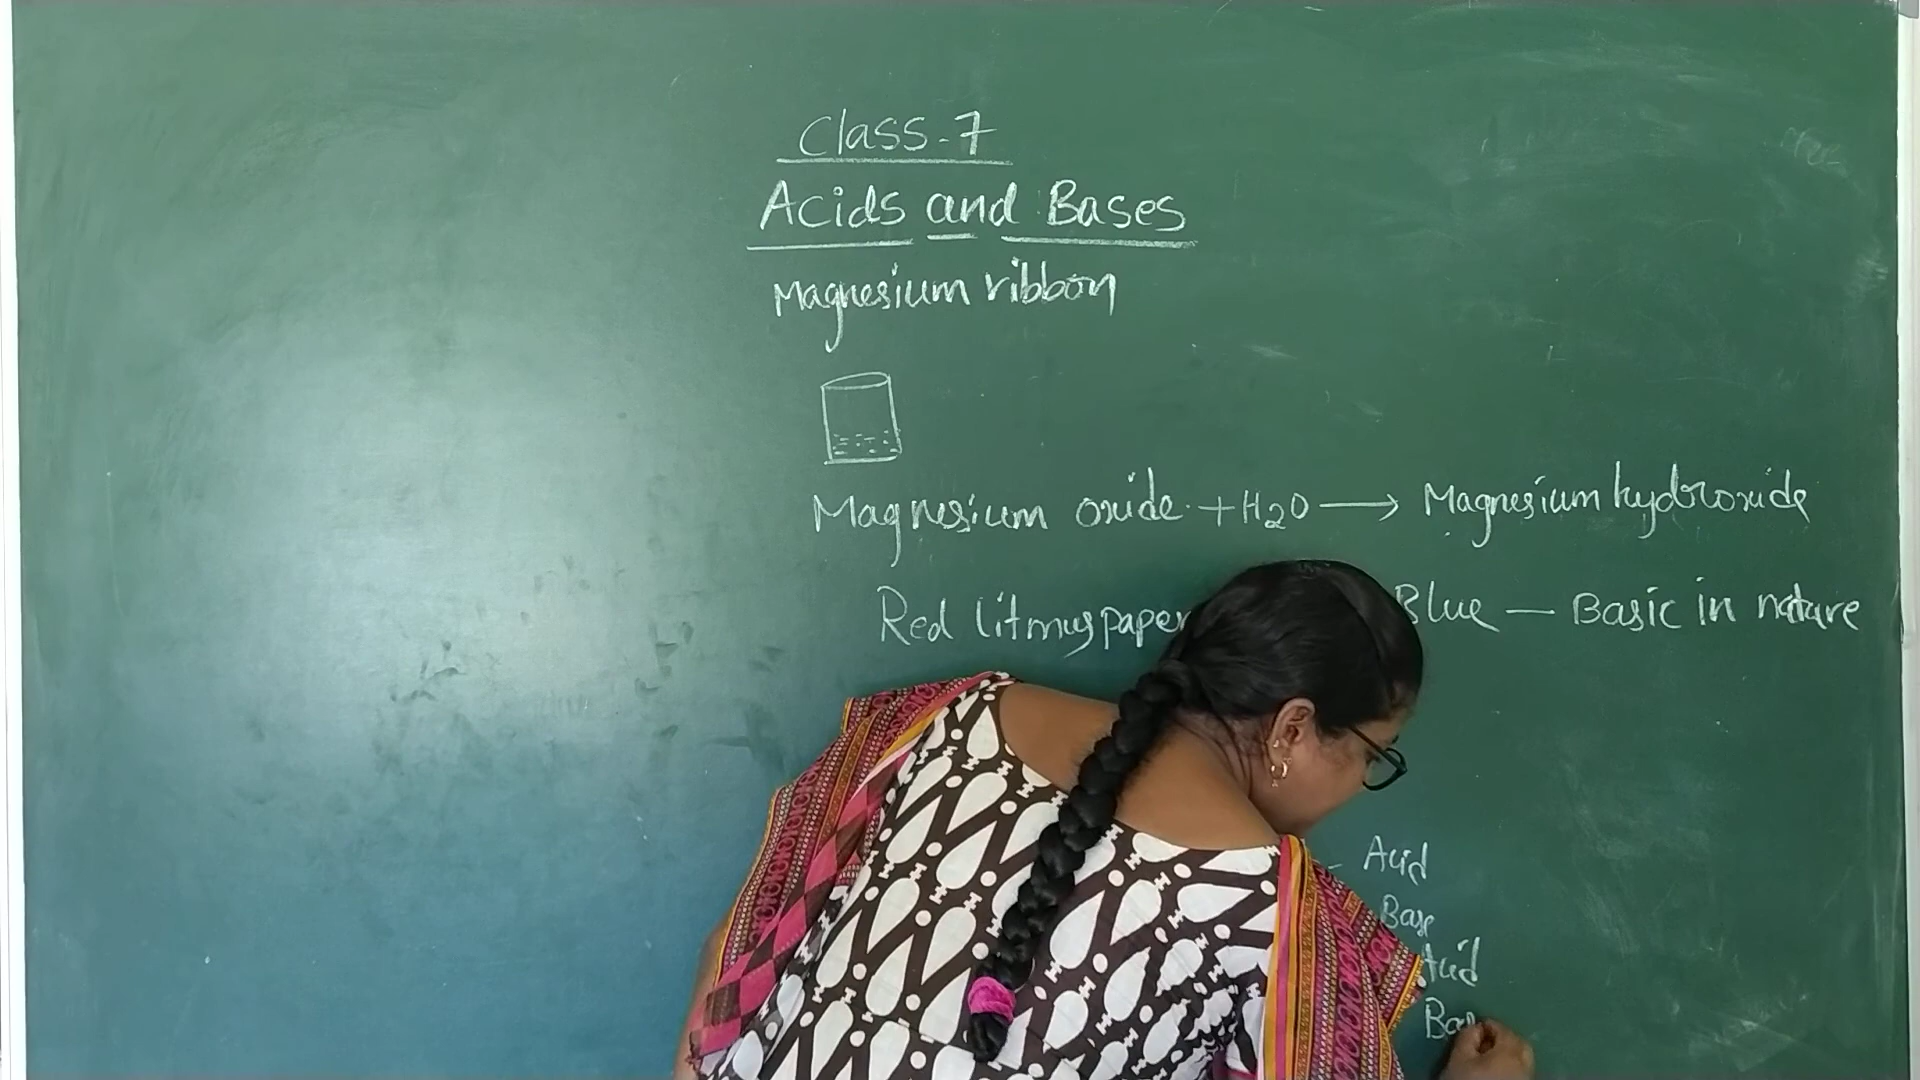 Class-7
Acids and Bases
Magnesium ribbon
Magnesium oxide + H2O ⟶ Magnesium hydroxide
Red litmus paper Blue — Basic in nature
- Acid
Base
Acid
Bas